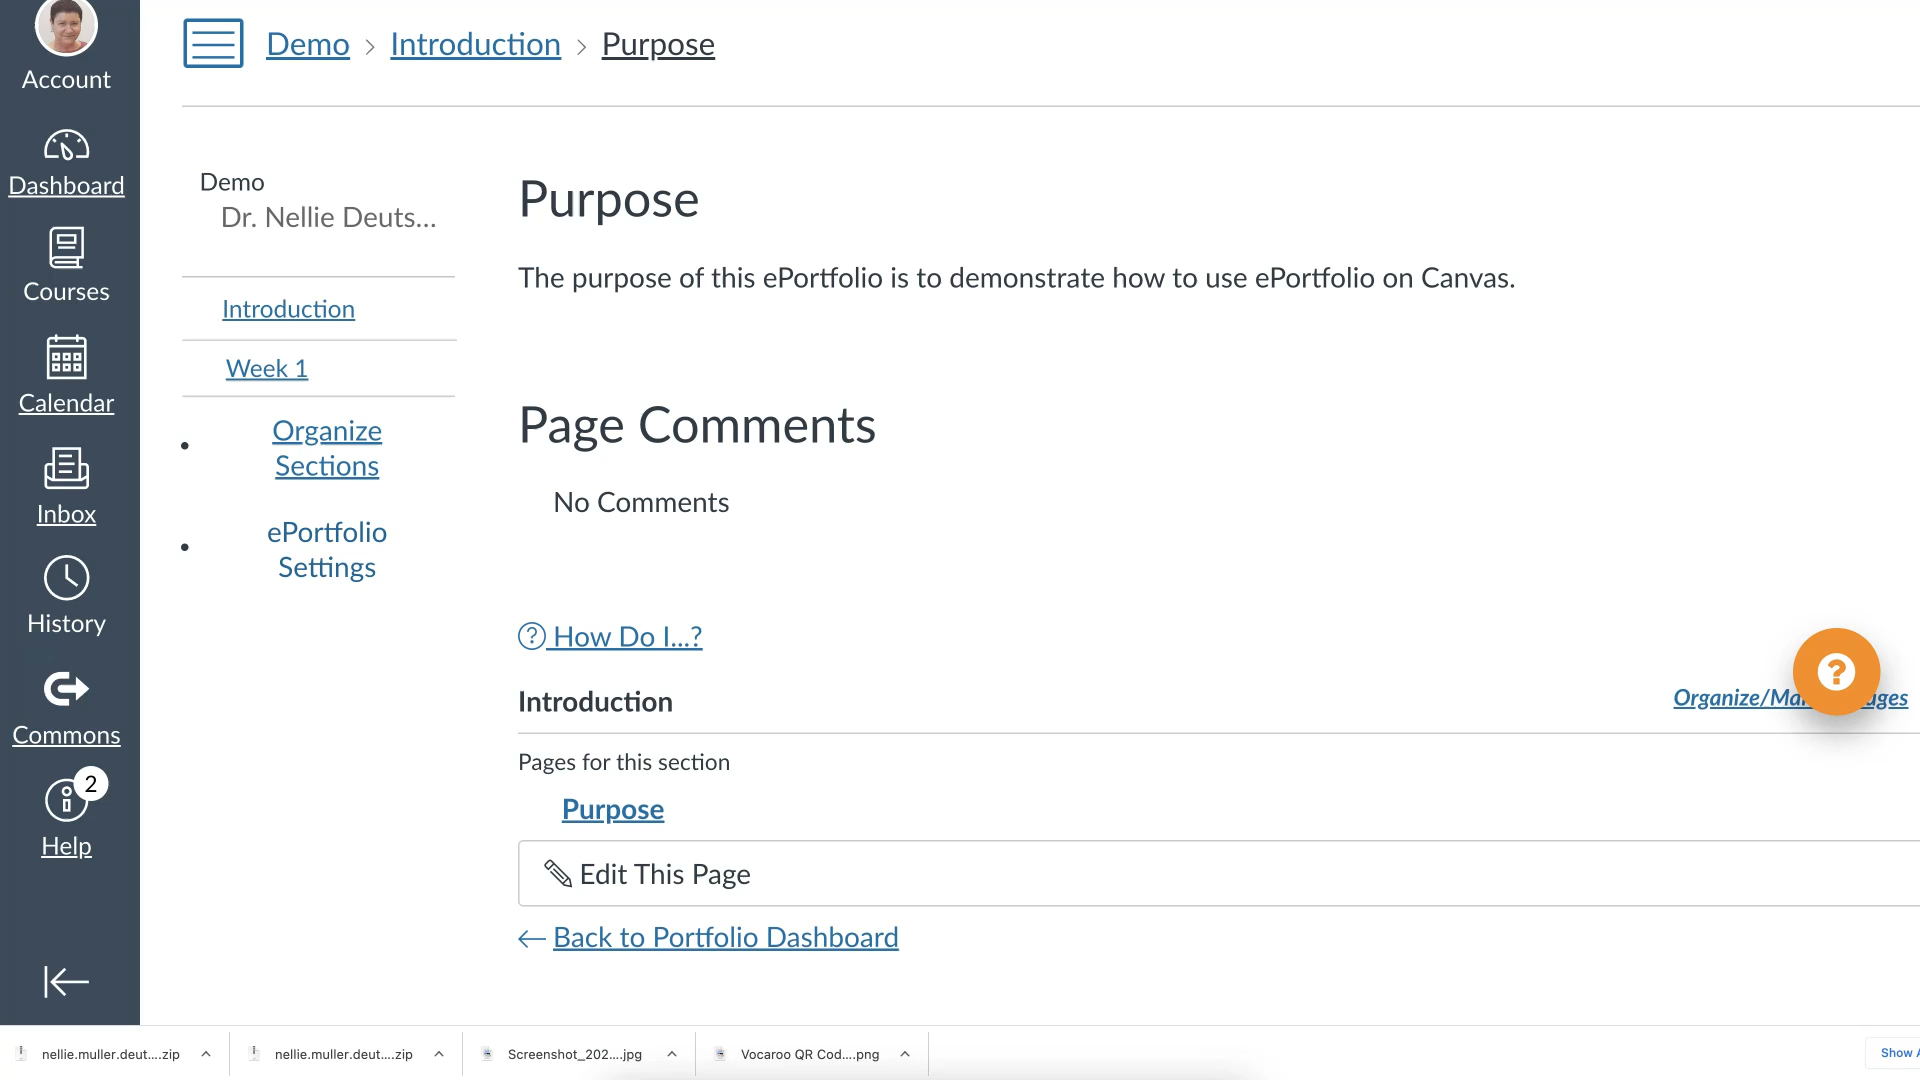 Account
Dashboard
Courses
Calendar
Inbox
History
Commons
2
Help
Demo > Introduction > Purpose
Demo
Dr. Nellie Deuts...
Introduction
Week 1
Organize
Sections
ePortfolio
Settings
Purpose
The purpose of this ePortfolio is to demonstrate how to use ePortfolio on Canvas.
Page Comments
No Comments
? How Do I...?
Introduction
Pages for this section
Purpose
Edit This Page
← Back to Portfolio Dashboard
?
nellie.muller.deut....zip
nellie.muller.deut....zip
Screenshot_202....jpg
Vocaroo QR Cod....png
Show